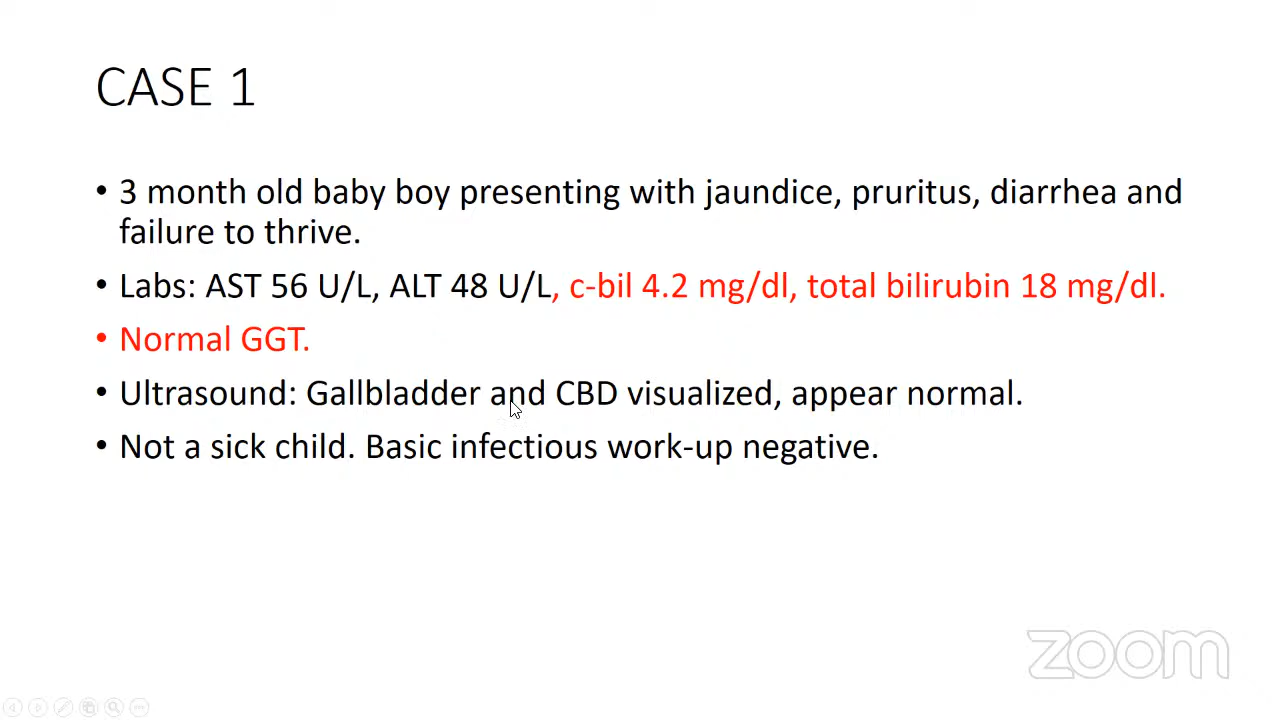 CASE 1
• 3 month old baby boy presenting with jaundice, pruritus, diarrhea and
failure to thrive.
• Labs: AST 56 U/L, ALT 48 U/L, c-bil 4.2 mg/dl, total bilirubin 18 mg/dl.
• Normal GGT.
• Ultrasound: Gallbladder and CBD visualized, appear normal.
• Not a sick child. Basic infectious work-up negative.
zoom